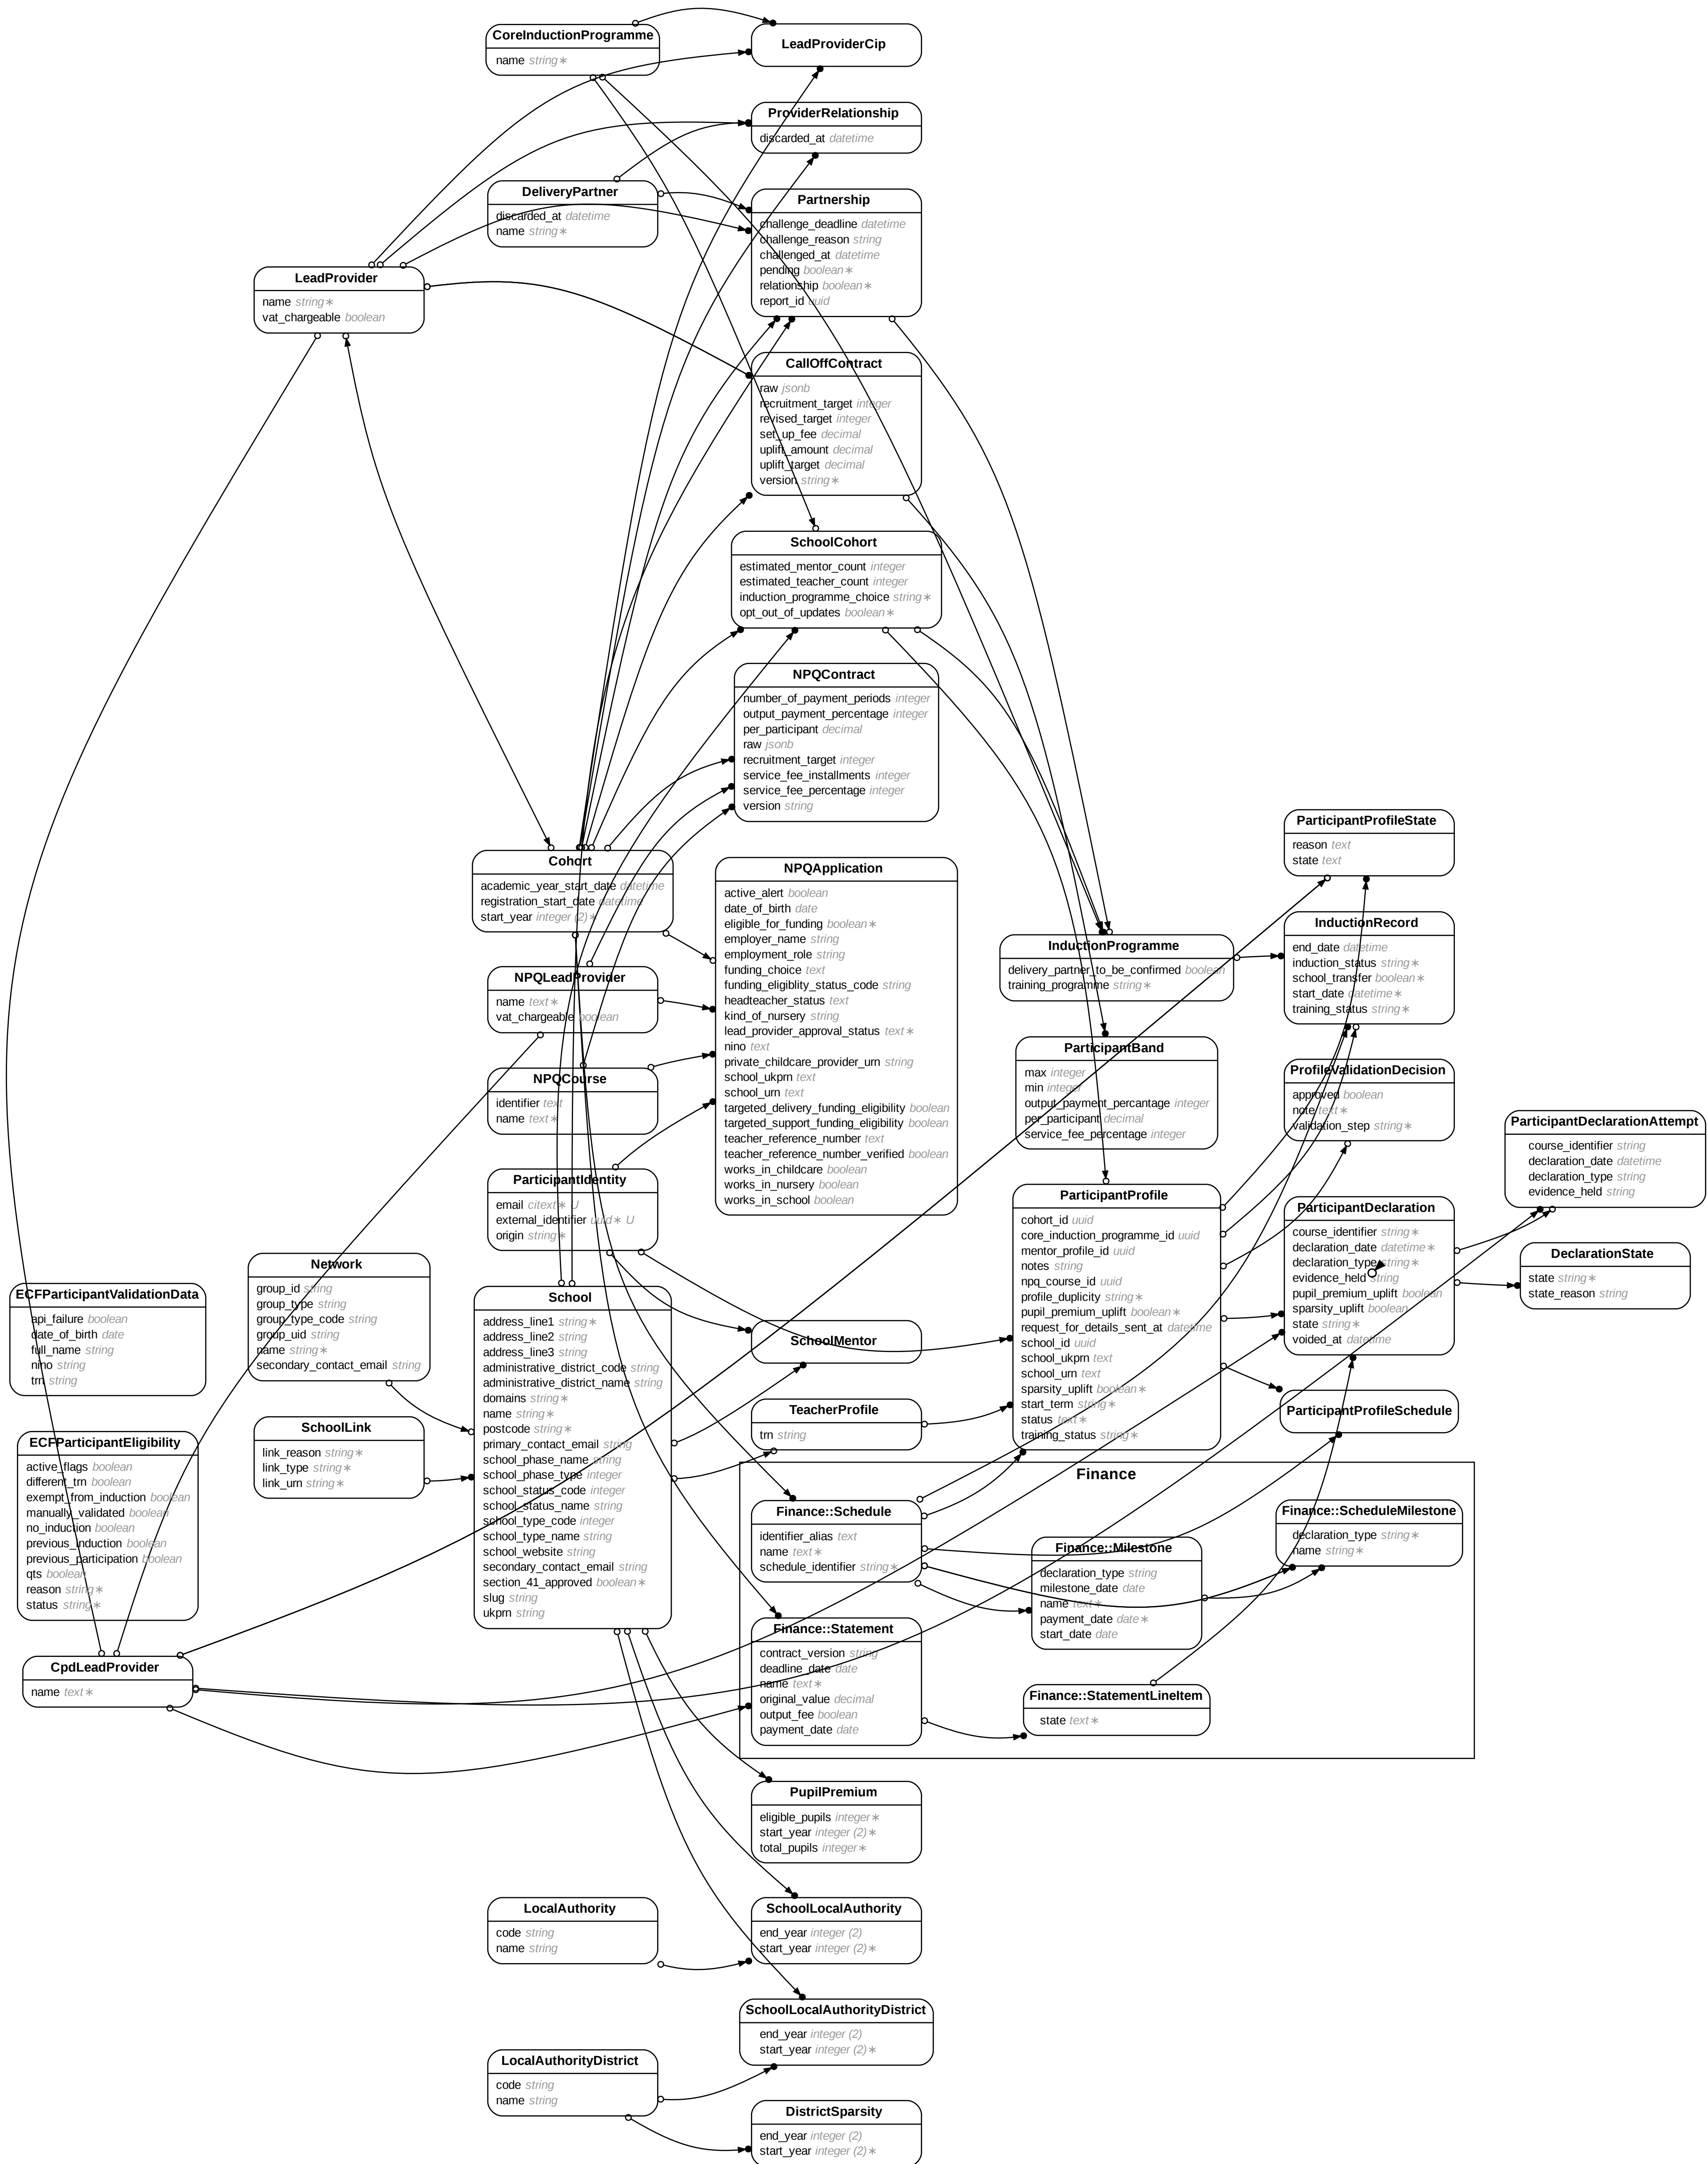 CoreInductionProgramme
name string∗
LeadProviderCip
ProviderRelationship
discarded_at datetime
DeliveryPartner
discarded_at datetime
name string∗
Partnership
challenge_deadline datetime
challenge_reason string
challenged_at datetime
pending boolean∗
relationship boolean∗
report_id uuid
LeadProvider
name string∗
vat_chargeable boolean
CallOffContract
raw jsonb
recruitment_target integer
revised_target integer
set_up_fee decimal
uplift_amount decimal
uplift_target decimal
version string∗
SchoolCohort
estimated_mentor_count integer
estimated_teacher_count integer
induction_programme_choice string∗
opt_out_of_updates boolean∗
NPQContract
number_of_payment_periods integer
output_payment_percentage integer
per_participant decimal
raw jsonb
recruitment_target integer
service_fee_installments integer
service_fee_percentage integer
version string
Cohort
academic_year_start_date datetime
registration_start_date datetime
start_year integer (2)∗
NPQApplication
active_alert boolean
date_of_birth date
eligible_for_funding boolean∗
employer_name string
employment_role string
funding_choice text
funding_eligiblity_status_code string
headteacher_status text
kind_of_nursery string
lead_provider_approval_status text∗
nino text
private_childcare_provider_urn string
school_ukprn text
school_urn text
targeted_delivery_funding_eligibility boolean
targeted_support_funding_eligibility boolean
teacher_reference_number text
teacher_reference_number_verified boolean
works_in_childcare boolean
works_in_nursery boolean
works_in_school boolean
ParticipantProfileState
reason text
state text
InductionProgramme
delivery_partner_to_be_confirmed boolean
training_programme string∗
InductionRecord
end_date datetime
induction_status string∗
school_transfer boolean∗
start_date datetime∗
training_status string∗
NPQLeadProvider
name text∗
vat_chargeable boolean
ParticipantBand
max integer
min integer
output_payment_percantage integer
per_participant decimal
service_fee_percentage integer
ProfileValidationDecision
approved boolean
note text∗
validation_step string∗
NPQCourse
identifier text
name text∗
ParticipantDeclarationAttempt
course_identifier string
declaration_date datetime
declaration_type string
evidence_held string
ParticipantIdentity
email citext∗ U
external_identifier uuid∗ U
origin string∗
ParticipantProfile
cohort_id uuid
core_induction_programme_id uuid
mentor_profile_id uuid
notes string
npq_course_id uuid
profile_duplicity string∗
pupil_premium_uplift boolean∗
request_for_details_sent_at datetime
school_id uuid
school_ukprn text
school_urn text
sparsity_uplift boolean∗
start_term string∗
status text∗
training_status string∗
ParticipantDeclaration
course_identifier string∗
declaration_date datetime∗
declaration_type string∗
evidence_held string
pupil_premium_uplift boolean
sparsity_uplift boolean
state string∗
voided_at datetime
DeclarationState
state string∗
state_reason string
Network
group_id string
group_type string
group_type_code string
group_uid string
name string∗
secondary_contact_email string
ECFParticipantValidationData
api_failure boolean
date_of_birth date
full_name string
nino string
trn string
School
address_line1 string∗
address_line2 string
address_line3 string
administrative_district_code string
administrative_district_name string
domains string∗
name string∗
postcode string∗
primary_contact_email string
school_phase_name string
school_phase_type integer
school_status_code integer
school_status_name string
school_type_code integer
school_type_name string
school_website string
secondary_contact_email string
section_41_approved boolean∗
slug string
ukprn string
SchoolMentor
ParticipantProfileSchedule
TeacherProfile
trn string
SchoolLink
link_reason string∗
link_type string∗
link_urn string∗
ECFParticipantEligibility
active_flags boolean
different_trn boolean
exempt_from_induction boolean
manually_validated boolean
no_induction boolean
previous_induction boolean
previous_participation boolean
qts boolean
reason string∗
status string∗
Finance
Finance::Schedule
identifier_alias text
name text∗
schedule_identifier string∗
Finance::Milestone
declaration_type string
milestone_date date
name text∗
payment_date date∗
start_date date
Finance::ScheduleMilestone
declaration_type string∗
name string∗
Finance::Statement
contract_version string
deadline_date date
name text∗
original_value decimal
output_fee boolean
payment_date date
Finance::StatementLineItem
state text∗
CpdLeadProvider
name text∗
PupilPremium
eligible_pupils integer∗
start_year integer (2)∗
total_pupils integer∗
LocalAuthority
code string
name string
SchoolLocalAuthority
end_year integer (2)
start_year integer (2)∗
SchoolLocalAuthorityDistrict
end_year integer (2)
start_year integer (2)∗
LocalAuthorityDistrict
code string
name string
DistrictSparsity
end_year integer (2)
start_year integer (2)∗